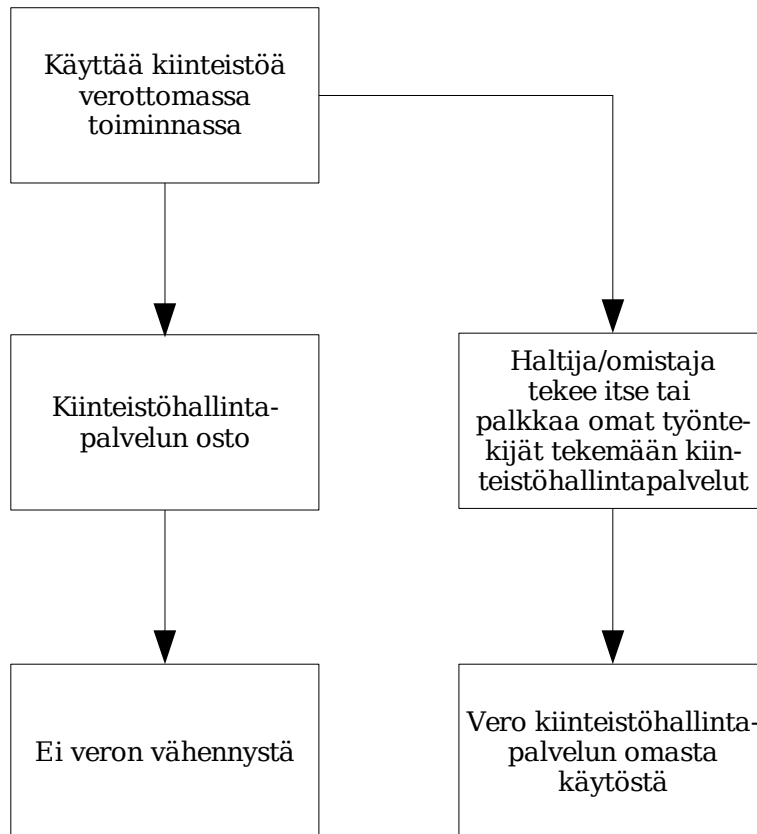 Käyttää kiinteistöä
verottomassa
toiminnassa
Kiinteistöhallinta-
palvelun osto
Haltija/omistaja
tekee itse tai
palkkaa omat työnte-
kijät tekemään kiin-
teistöhallintapalvelut
Ei veron vähennystä
Vero kiinteistöhallinta-
palvelun omasta
käytöstä